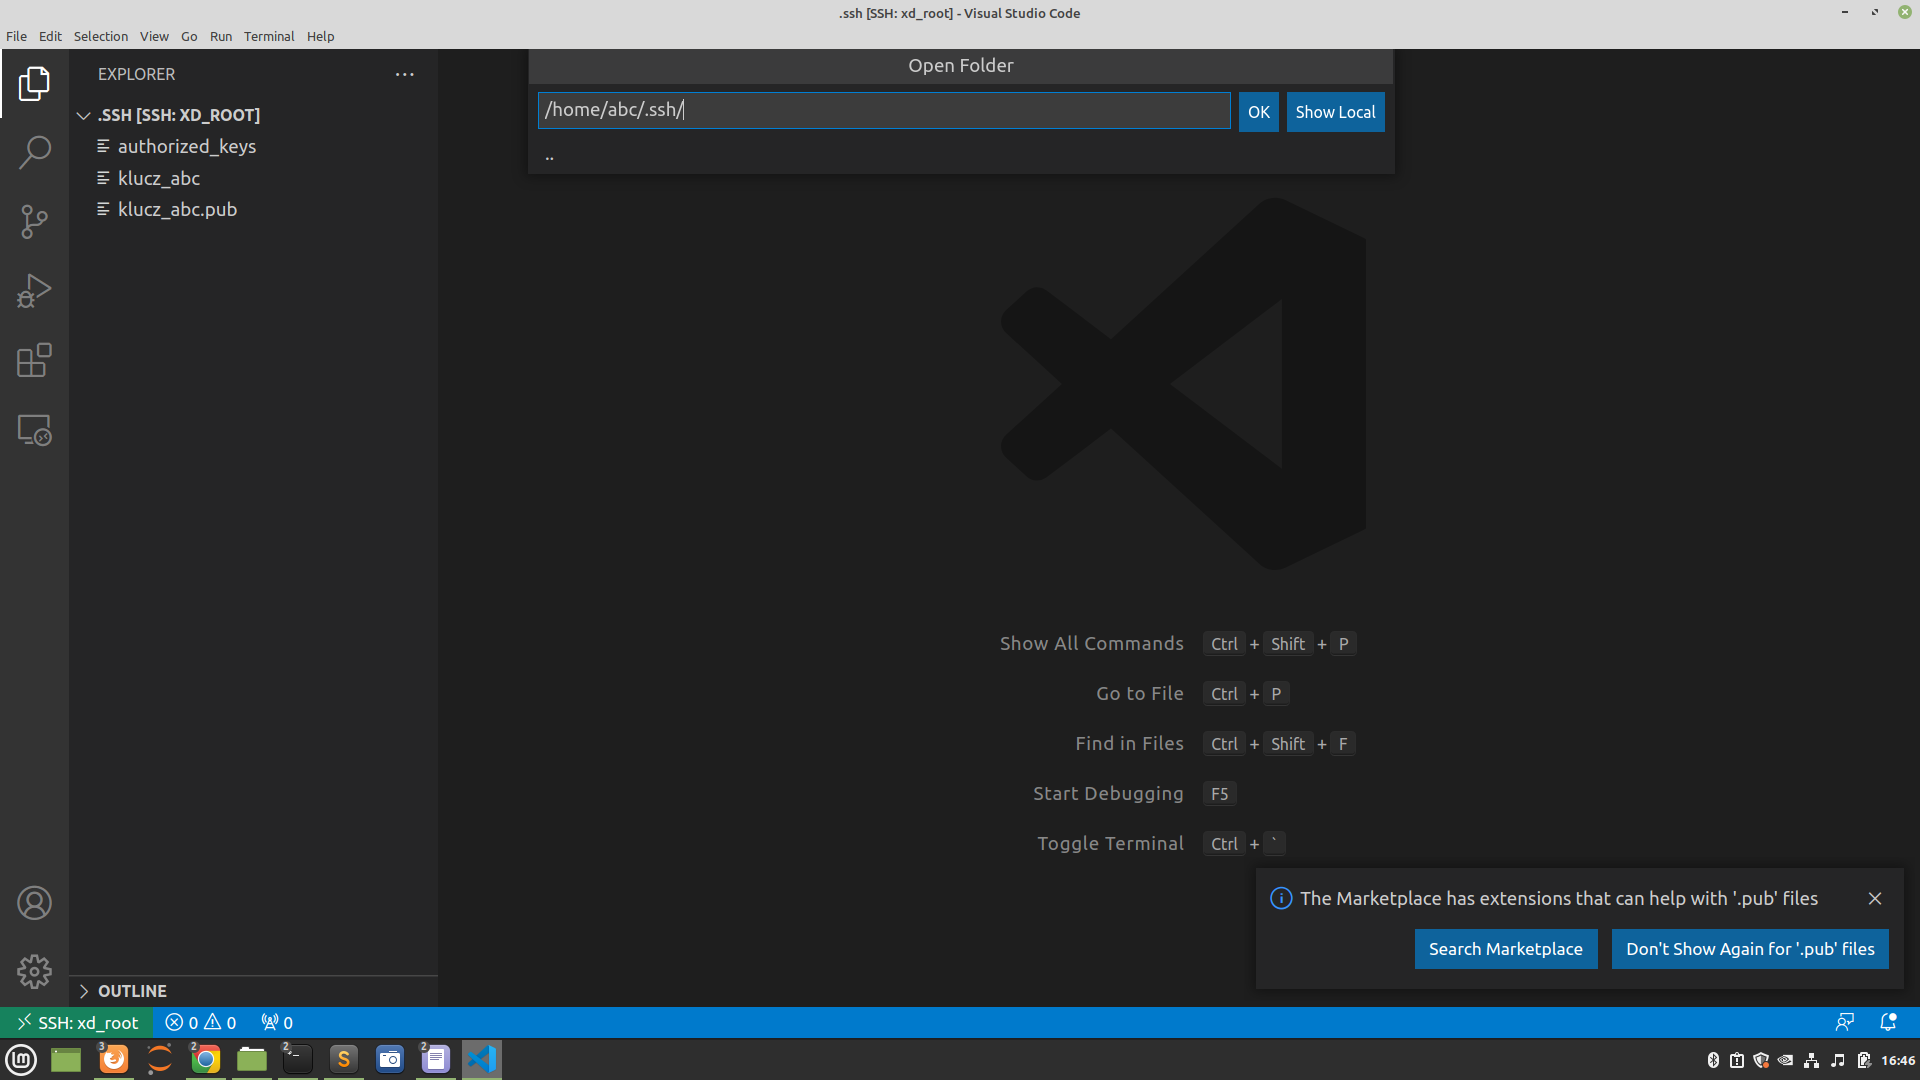 .ssh [SSH: xd_root] - Visual Studio Code
File Edit Selection View Go Run Terminal Help
EXPLORER
.SSH [SSH: XD_ROOT]
authorized_keys
klucz_abc
klucz_abc.pub
Open Folder
/home/abc/.ssh/
OK
Show Local
..
Show All Commands Ctrl + Shift + P
Go to File Ctrl + P
Find in Files Ctrl + Shift + F
Start Debugging F5
Toggle Terminal Ctrl + `
The Marketplace has extensions that can help with '.pub' files
Search Marketplace
Don't Show Again for '.pub' files
OUTLINE
SSH: xd_root 0 0 0
3 2 2 S 2 16:46